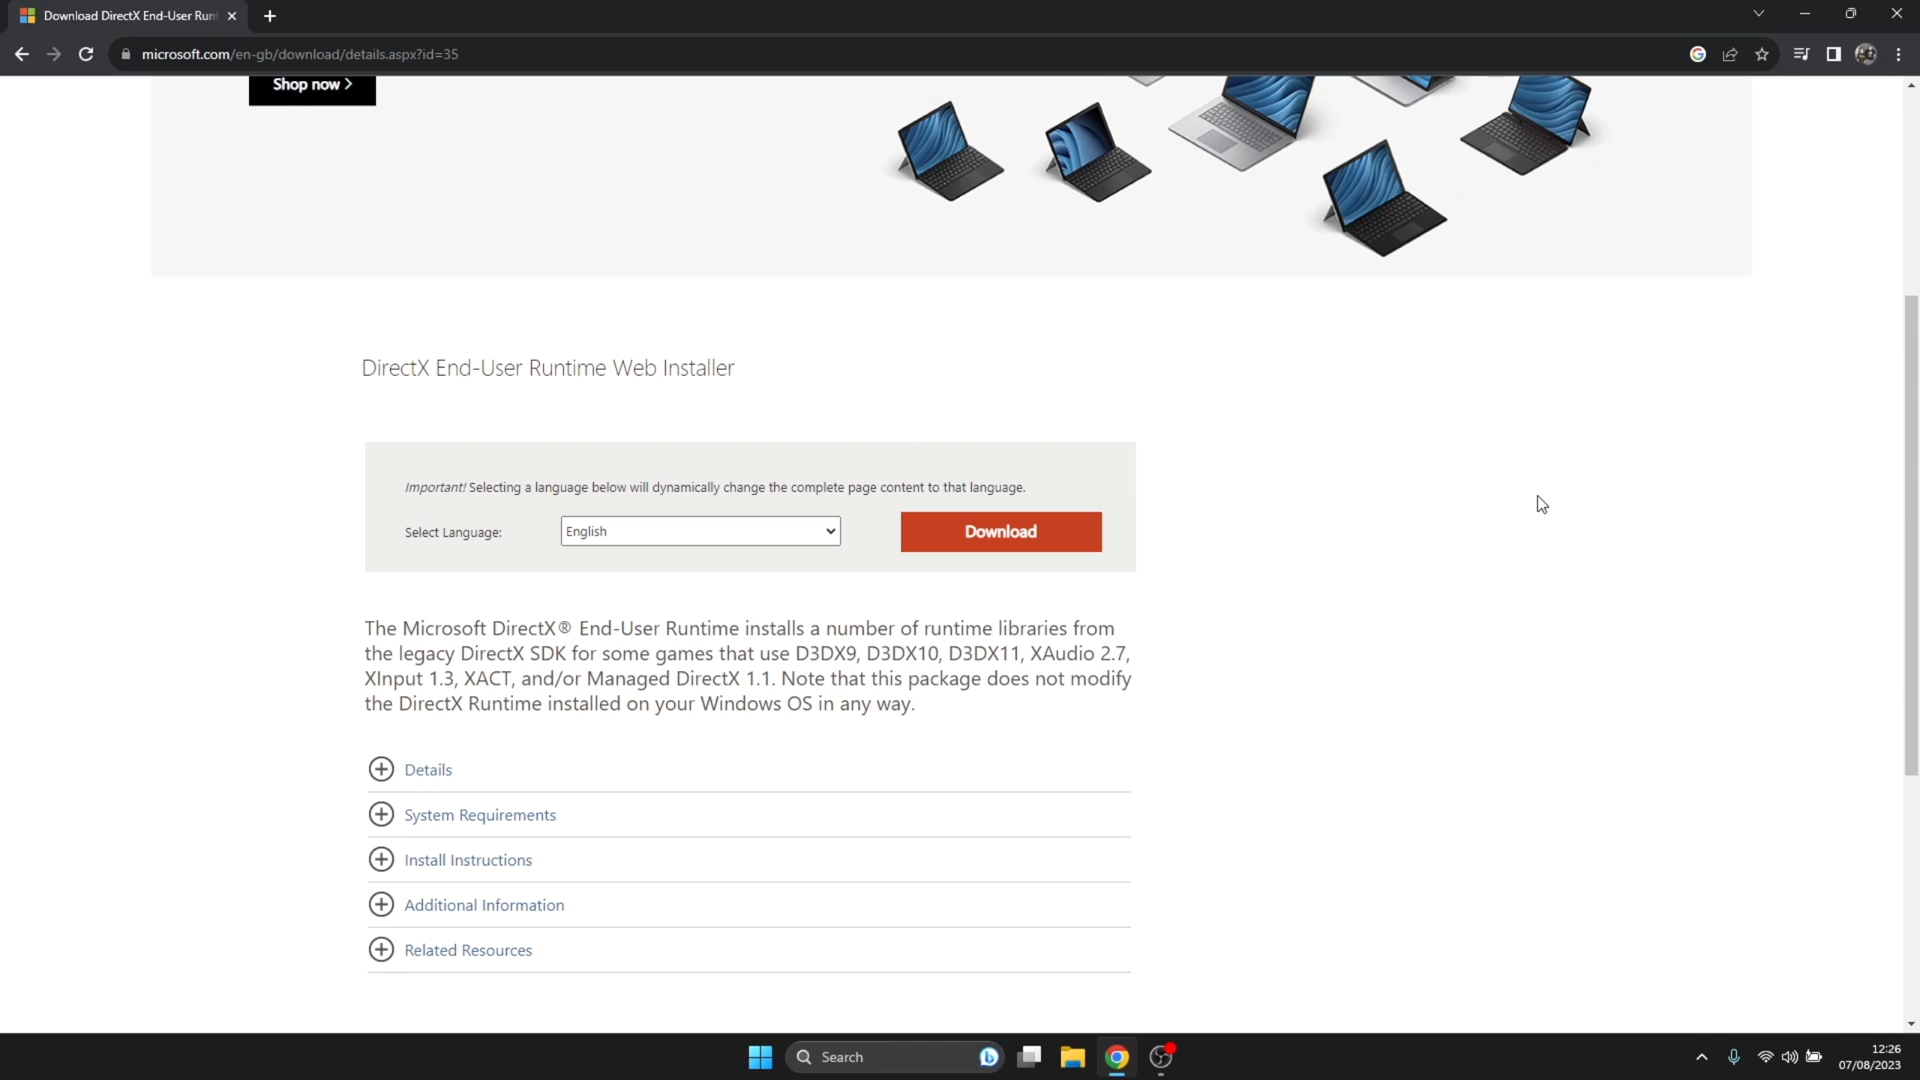 Download DirectX End-User Runt
microsoft.com/en-gb/download/details.aspx?id=35
Shop now >
DirectX End-User Runtime Web Installer
Important! Selecting a language below will dynamically change the complete page content to that language.
Select Language:
English
Download
The Microsoft DirectX® End-User Runtime installs a number of runtime libraries from
the legacy DirectX SDK for some games that use D3DX9, D3DX10, D3DX11, XAudio 2.7,
XInput 1.3, XACT, and/or Managed DirectX 1.1. Note that this package does not modify
the DirectX Runtime installed on your Windows OS in any way.
Details
System Requirements
Install Instructions
Additional Information
Related Resources
Search
12:26
07/08/2023